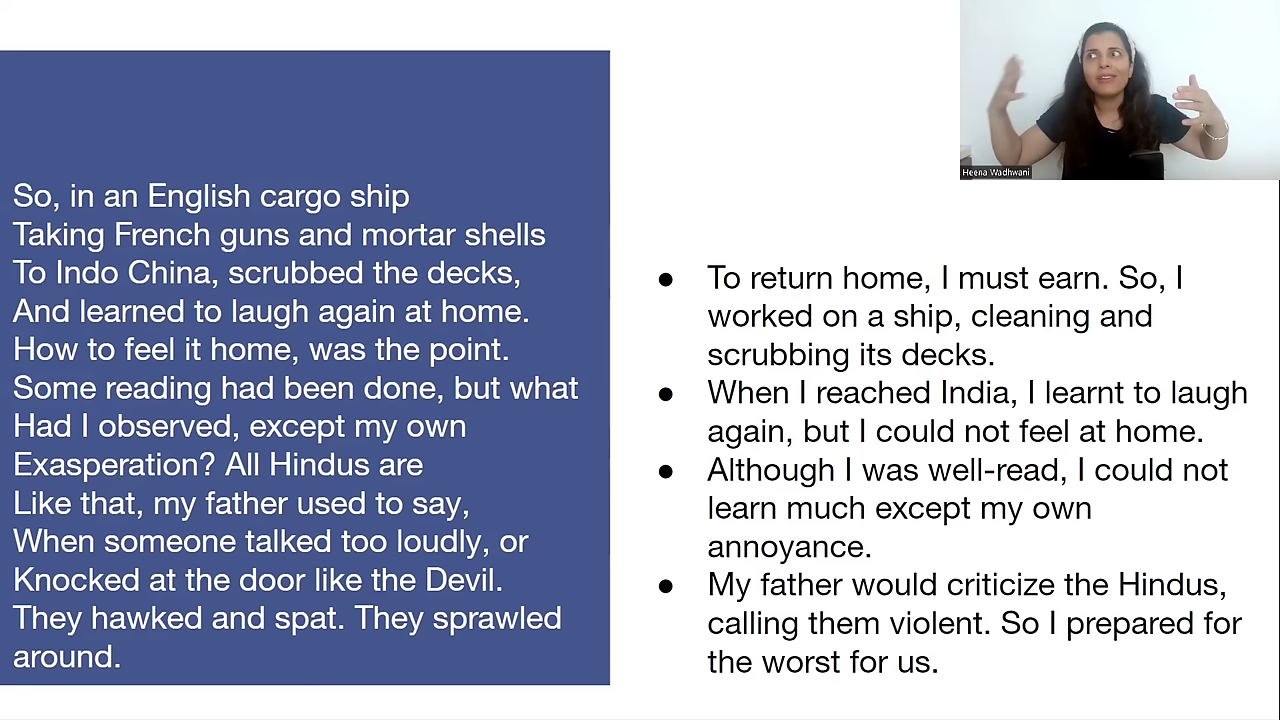 Heena Wadhwani
So, in an English cargo ship
Taking French guns and mortar shells
To Indo China, scrubbed the decks,
And learned to laugh again at home.
How to feel it home, was the point.
Some reading had been done, but what
Had I observed, except my own
Exasperation? All Hindus are
Like that, my father used to say,
When someone talked too loudly, or
Knocked at the door like the Devil.
They hawked and spat. They sprawled
around.
● To return home, I must earn. So, I
worked on a ship, cleaning and
scrubbing its decks.
● When I reached India, I learnt to laugh
again, but I could not feel at home.
● Although I was well-read, I could not
learn much except my own
annoyance.
● My father would criticize the Hindus,
calling them violent. So I prepared for
the worst for us.